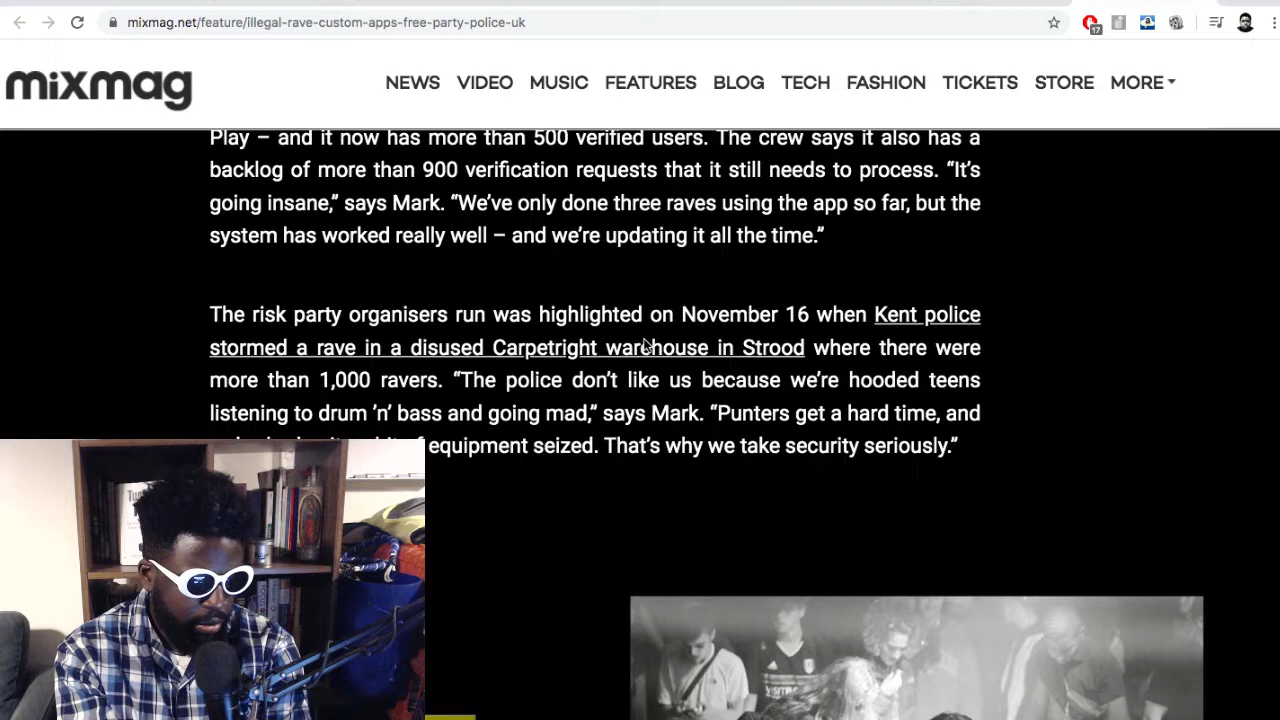 mixmag.net/feature/illegal-rave-custom-apps-free-party-police-uk
17
mixmag
NEWS VIDEO MUSIC FEATURES BLOG TECH FASHION TICKETS STORE MORE
Play – and it now has more than 500 verified users. The crew says it also has a
backlog of more than 900 verification requests that it still needs to process. “It’s
going insane,” says Mark. “We’ve only done three raves using the app so far, but the
system has worked really well – and we’re updating it all the time.”
The risk party organisers run was highlighted on November 16 when Kent police
stormed a rave in a disused Carpetright warehouse in Strood where there were
more than 1,000 ravers. “The police don’t like us because we’re hooded teens
listening to drum ’n’ bass and going mad,” says Mark. “Punters get a hard time, and
equipment seized. That’s why we take security seriously.”